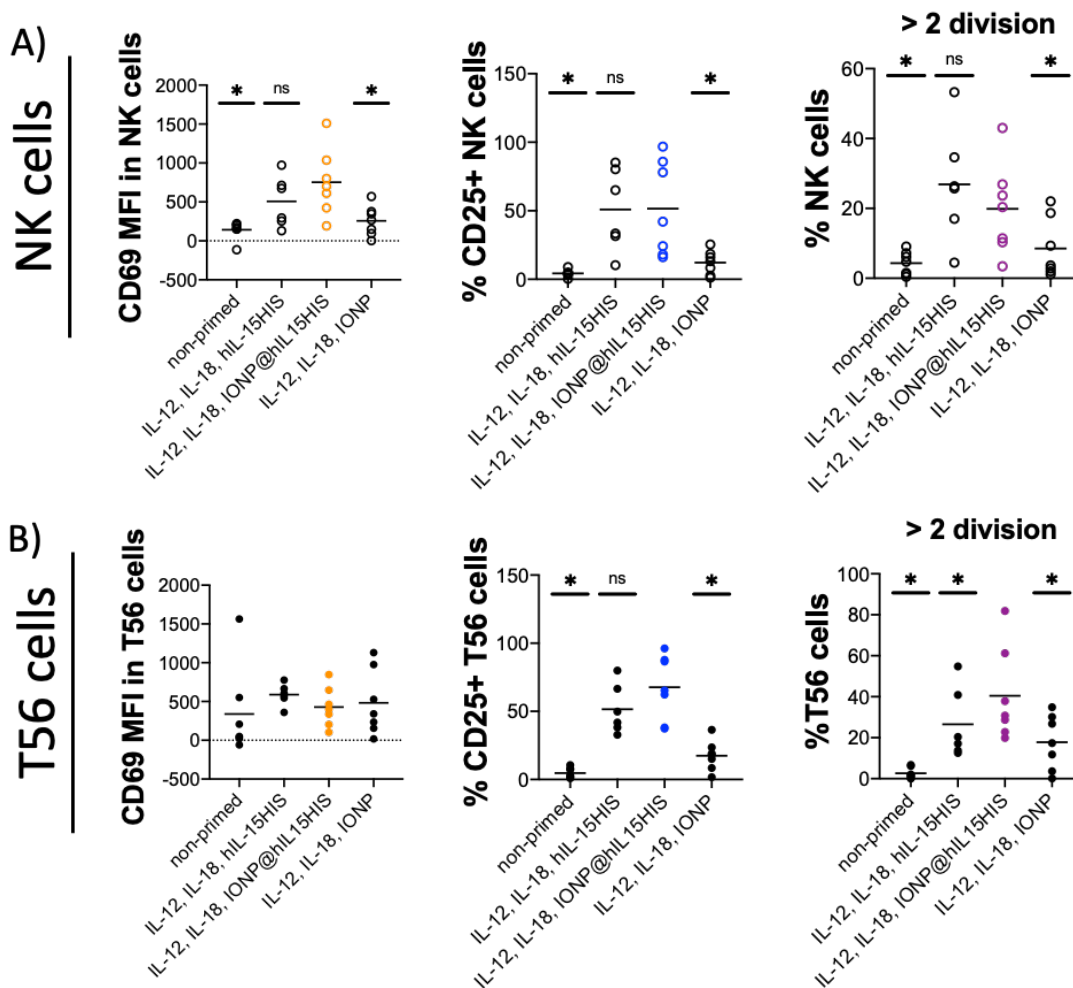 A)
NK cells
CD69 MFI in NK cells
2000
1500
1000
500
0
-500
*
ns
*
non-primed
IL-12, IL-18, hIL-15HIS
IL-12, IL-18, IONP@hIL15HIS
IL-12, IL-18, IONP
% CD25+ NK cells
150
100
50
0
*
ns
*
non-primed
IL-12, IL-18, hIL-15HIS
IL-12, IL-18, IONP@hIL15HIS
IL-12, IL-18, IONP
> 2 division
% NK cells
60
40
20
0
*
ns
*
non-primed
IL-12, IL-18, hIL-15HIS
IL-12, IL-18, IONP@hIL15HIS
IL-12, IL-18, IONP
B)
T56 cells
CD69 MFI in T56 cells
2000
1500
1000
500
0
-500
non-primed
IL-12, IL-18, hIL-15HIS
IL-12, IL-18, IONP@hIL15HIS
IL-12, IL-18, IONP
% CD25+ T56 cells
150
100
50
0
*
ns
*
non-primed
IL-12, IL-18, hIL-15HIS
IL-12, IL-18, IONP@hIL15HIS
IL-12, IL-18, IONP
> 2 division
%T56 cells
100
80
60
40
20
0
*
*
*
non-primed
IL-12, IL-18, hIL-15HIS
IL-12, IL-18, IONP@hIL15HIS
IL-12, IL-18, IONP